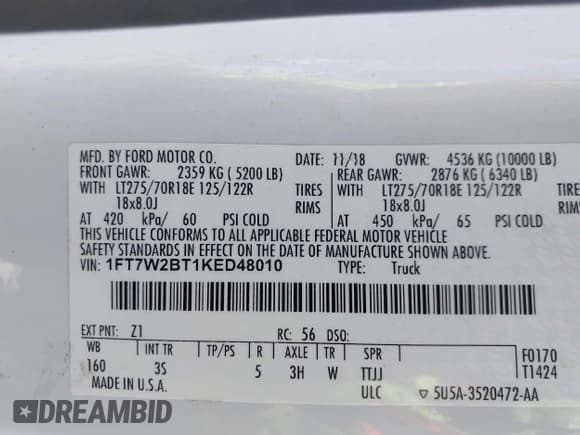 MFD. BY FORD MOTOR CO. DATE: 11/18 GVWR: 4536 KG (10000 LB)
FRONT GAWR: 2359 KG ( 5200 LB) REAR GAWR: 2876 KG ( 6340 LB)
WITH LT275/70R18E 125/122R TIRES WITH LT275/70R18E 125/122R TIRES
18x8.0J RIMS 18x8.0J RIMS
AT 420 kPa/ 60 PSI COLD AT 450 kPa/ 65 PSI COLD
THIS VEHICLE CONFORMS TO ALL APPLICABLE FEDERAL MOTOR VEHICLE
SAFETY STANDARDS IN EFFECT ON THE DATE OF MANUFACTURE SHOWN ABOVE.
VIN: 1FT7W2BT1KED48010 TYPE: Truck
EXT PNT: Z1 RC: 56 DSO:
WB INT TR TP/PS R AXLE TR SPR F0170
160 3S 5 3H W TTJJ T1424
MADE IN U.S.A. ULC ▽ 5U5A-3520472-AA
DREAMBID